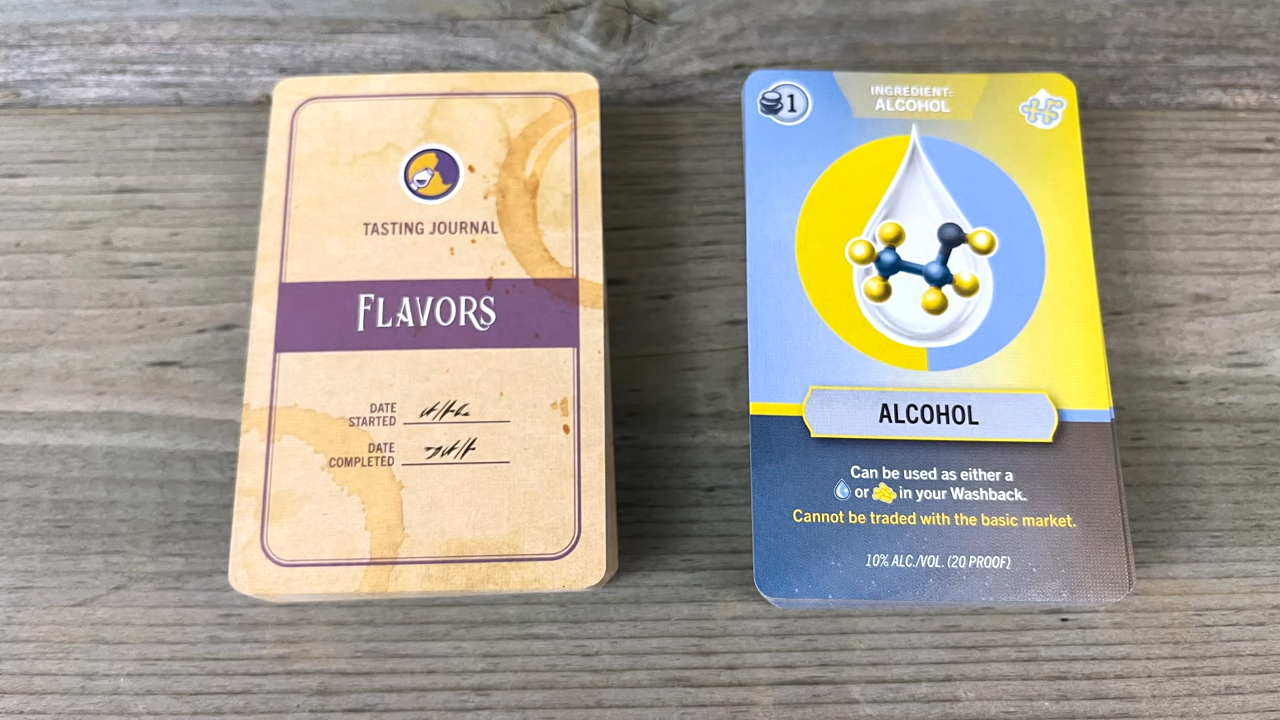 TASTING JOURNAL
FLAVORS
DATE
STARTED
DATE
COMPLETED
1
INGREDIENT:
ALCOHOL
ALCOHOL
Can be used as either a
or in your Washback.
Cannot be traded with the basic market.
10% ALC./VOL. (20 PROOF)